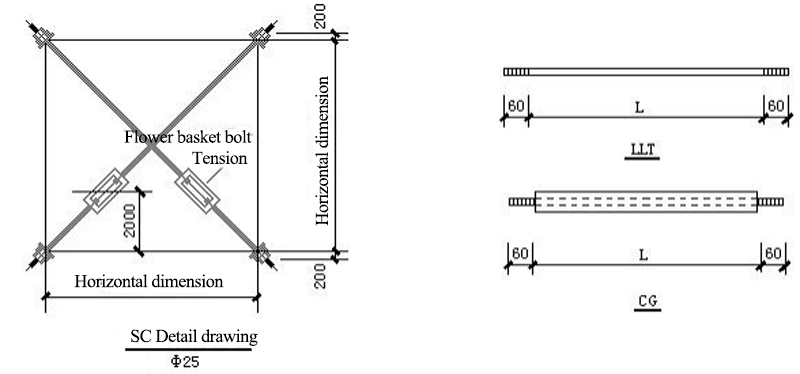 200
Flower basket bolt
Tension
2000
Horizontal dimension
200
Horizontal dimension
SC Detail drawing
Φ25
60
L
60
LLT
60
L
60
CG